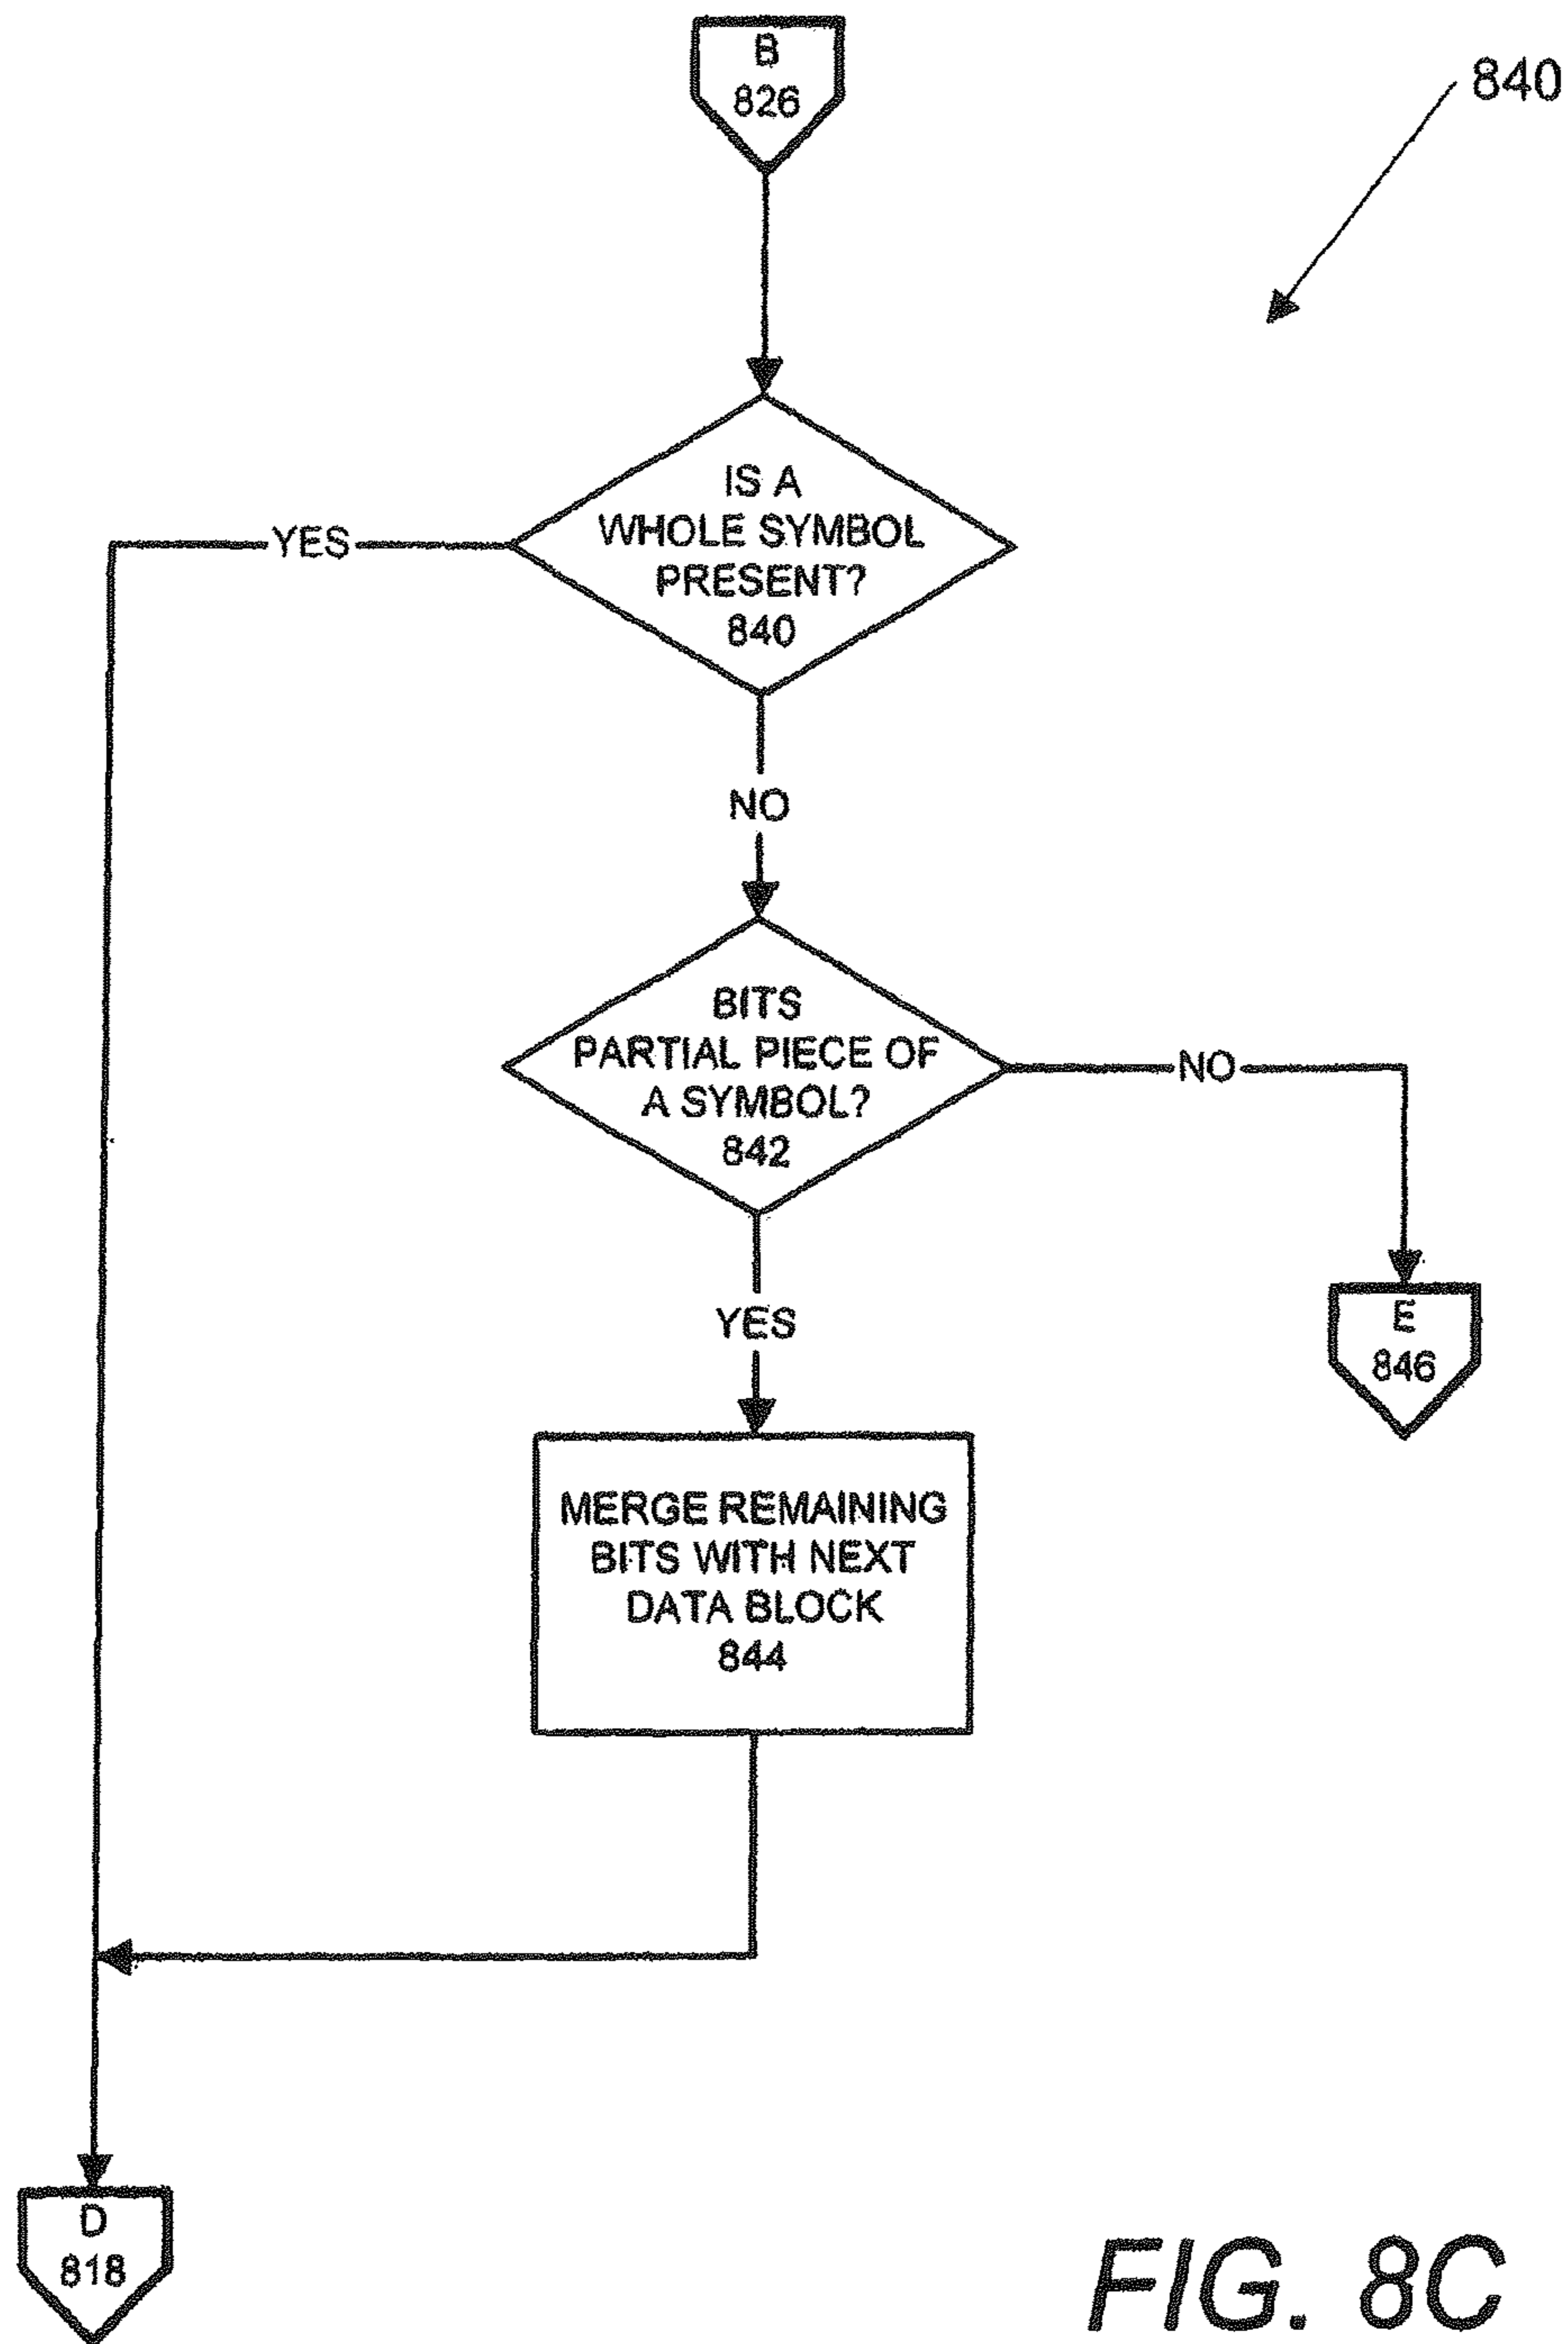 B
826
840
IS A
WHOLE SYMBOL
PRESENT?
840
YES
NO
BITS
PARTIAL PIECE OF
A SYMBOL?
842
NO
YES
E
846
MERGE REMAINING
BITS WITH NEXT
DATA BLOCK
844
D
818
FIG. 8C